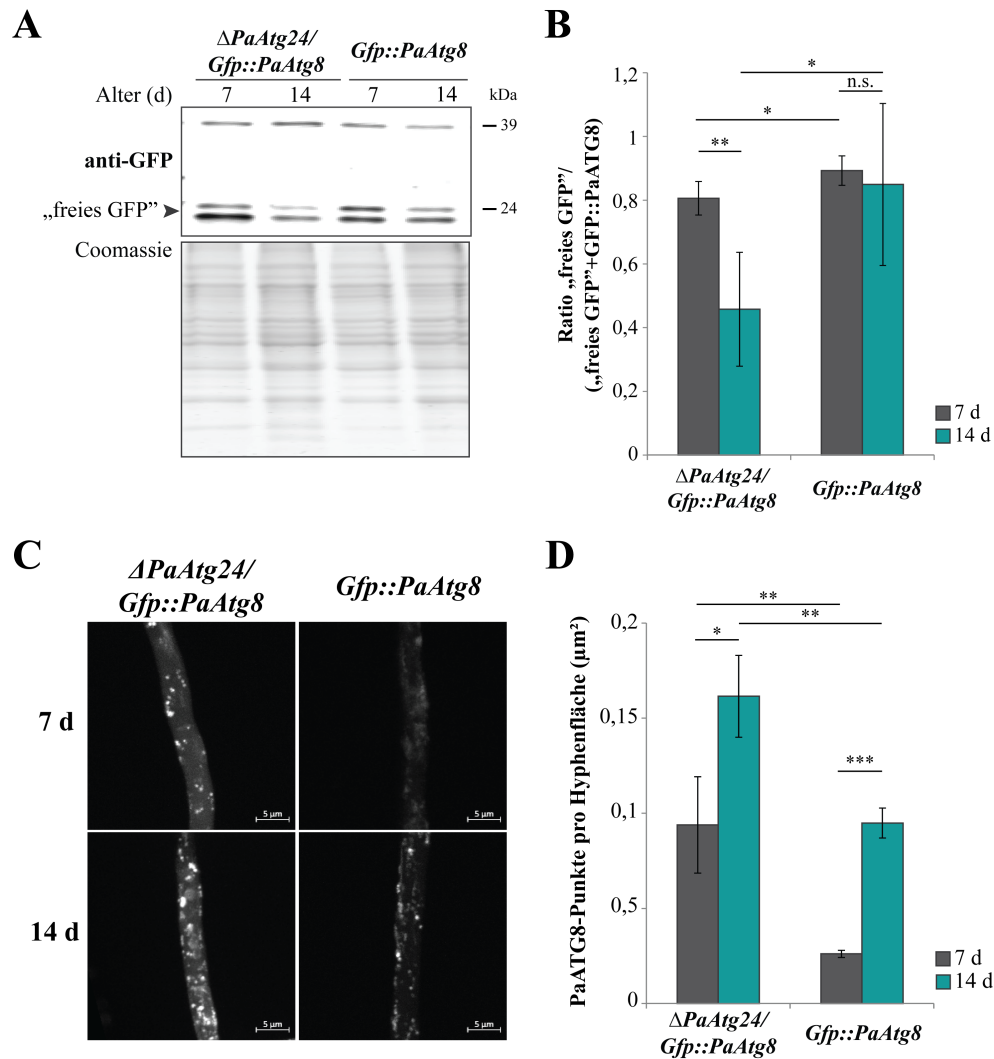 A
ΔPaAtg24/
Gfp::PaAtg8
Gfp::PaAtg8
Alter (d)
7
14
7
14
kDa
39
anti-GFP
„freies GFP”
24
Coomassie
B
Ratio „freies GFP”/
(„freies GFP”+GFP::PaATG8)
1,2
1
0,8
0,6
0,4
0,2
0
*
n.s.
*
**
7 d
14 d
ΔPaAtg24/
Gfp::PaAtg8
Gfp::PaAtg8
C
ΔPaAtg24/
Gfp::PaAtg8
Gfp::PaAtg8
7 d
5 µm
5 µm
14 d
5 µm
5 µm
D
PaATG8-Punkte pro Hyphenfläche (µm²)
0,2
0,15
0,1
0,5
0
**
**
*
***
7 d
14 d
ΔPaAtg24/
Gfp::PaAtg8
Gfp::PaAtg8